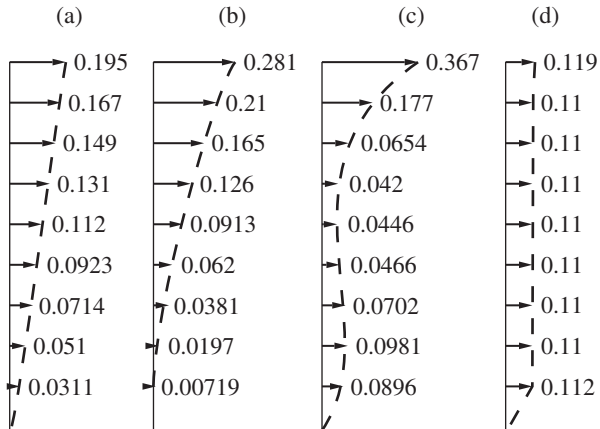 (a) (b) (c) (d)
0.195 0.281 0.367 0.119
0.167 0.21 0.177 0.11
0.149 0.165 0.0654 0.11
0.131 0.126 0.042 0.11
0.112 0.0913 0.0446 0.11
0.0923 0.062 0.0466 0.11
0.0714 0.0381 0.0702 0.11
0.051 0.0197 0.0981 0.11
0.0311 0.00719 0.0896 0.112